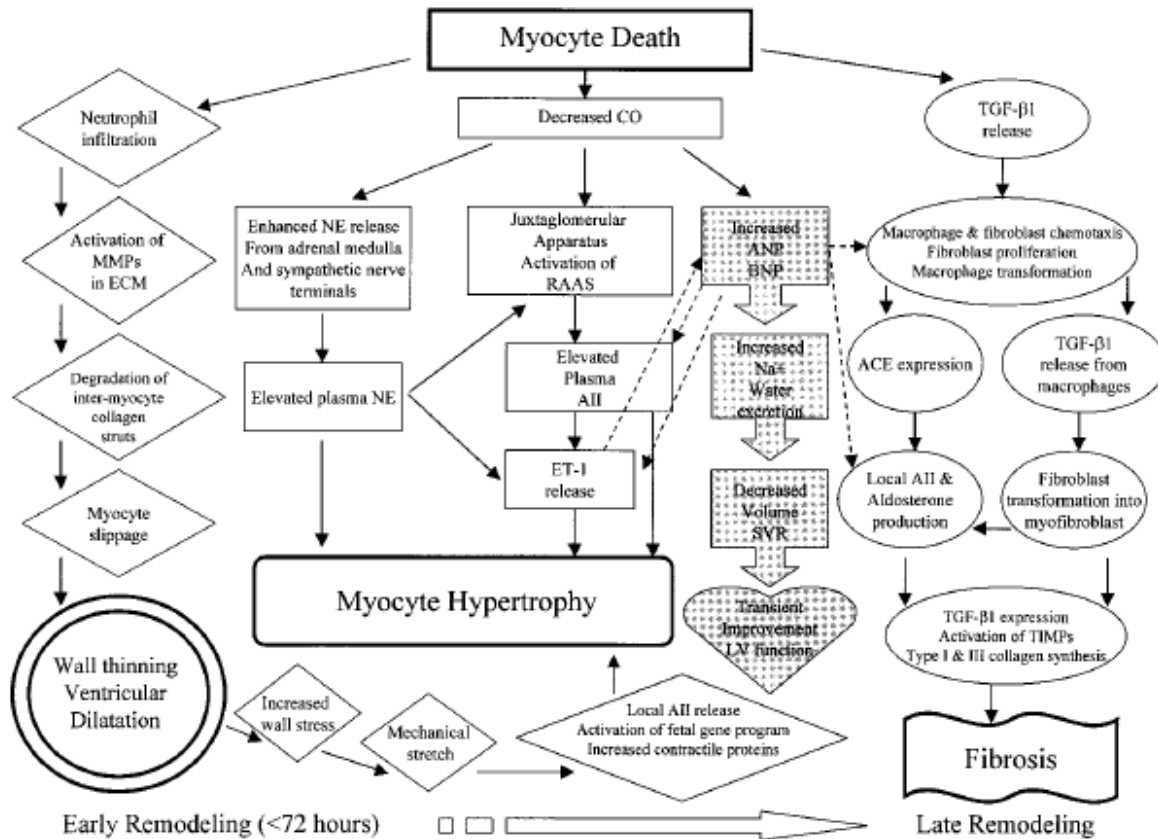 Myocyte Death
Neutrophil
infiltration
Activation of
MMPs
in ECM
Degradation of
inter-myocyte
collagen
struts
Myocyte
slippage
Wall thinning
Ventricular
Dilatation
Increased
wall stress
Mechanical
stretch
Local AII release
Activation of fetal gene program
Increased contractile proteins
Decreased CO
Enhanced NE release
From adrenal medulla
And sympathetic nerve
terminals
Elevated plasma NE
Juxtaglomerular
Apparatus
Activation of
RAAS
Elevated
Plasma
AII
ET-1
release
Myocyte Hypertrophy
Increased
ANP
BNP
Increased
Na+
Water
excretion
Decreased
Volume
SVR
Transient
Improvement
LV function
TGF-β1
release
Macrophage & fibroblast chemotaxis
Fibroblast proliferation
Macrophage transformation
ACE expression
TGF-β1
release from
macrophages
Local AII &
Aldosterone
production
Fibroblast
transformation into
myofibroblast
TGF-β1 expression
Activation of TIMPs
Type I & III collagen synthesis
Fibrosis
Early Remodeling (<72 hours)
Late Remodeling